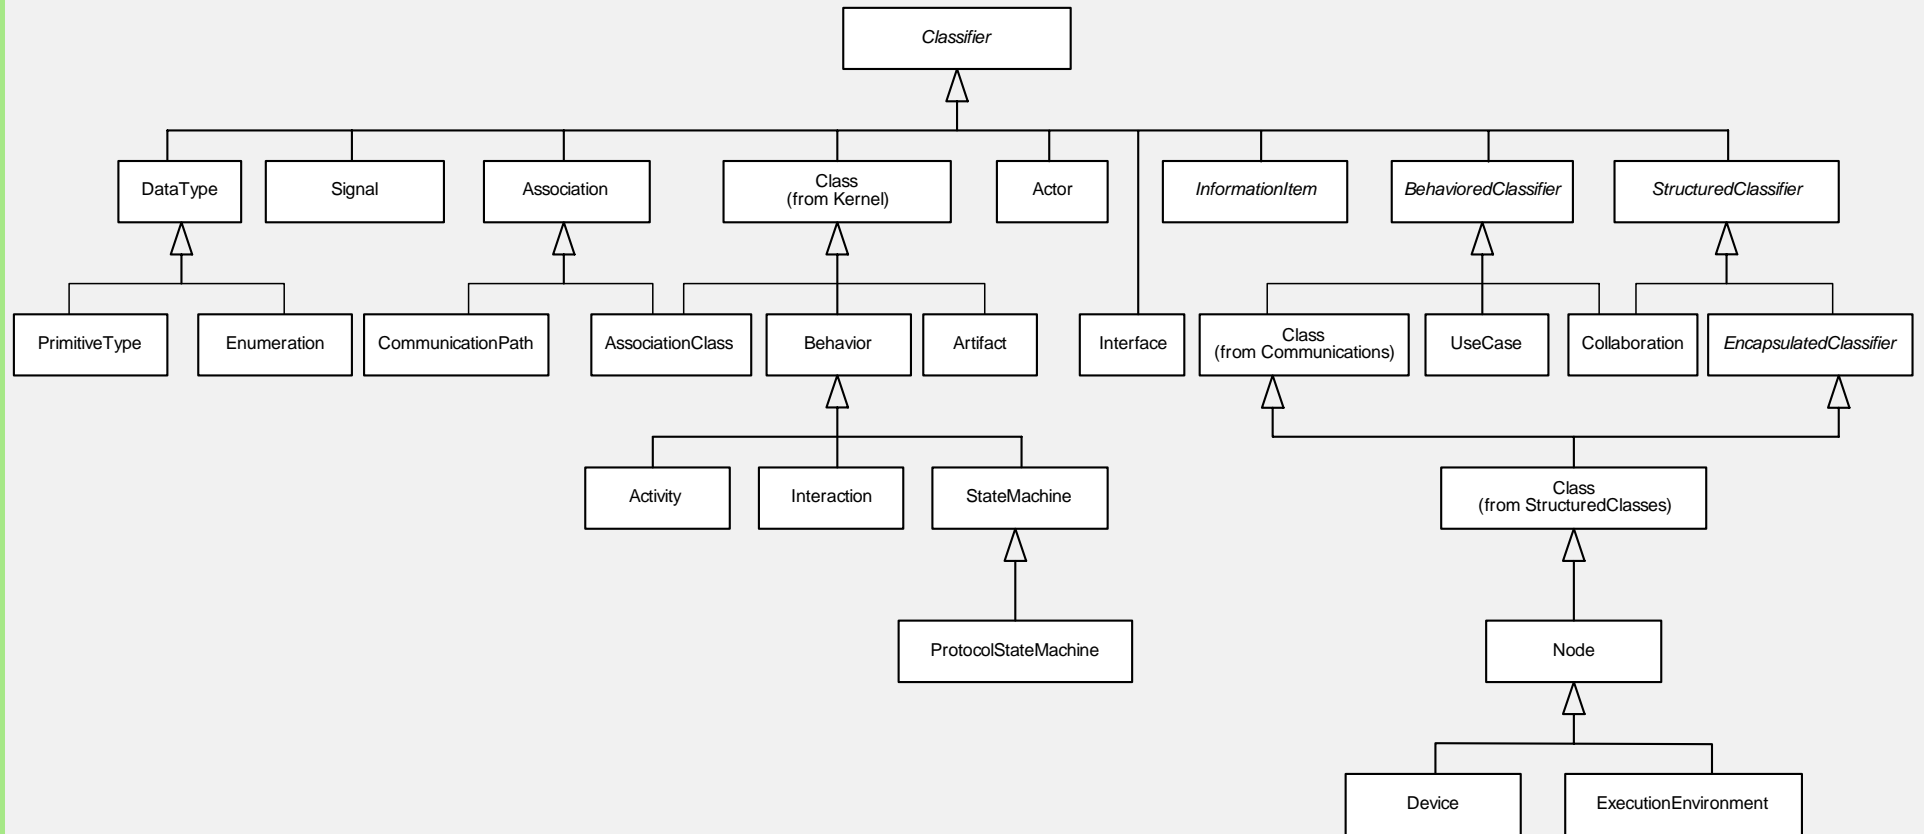 Classifier
DataType
Signal
Association
Class
(from Kernel)
Actor
InformationItem
BehavioredClassifier
StructuredClassifier
PrimitiveType
Enumeration
CommunicationPath
AssociationClass
Behavior
Artifact
Interface
Class
(from Communications)
UseCase
Collaboration
EncapsulatedClassifier
Activity
Interaction
StateMachine
Class
(from StructuredClasses)
ProtocolStateMachine
Node
Device
ExecutionEnvironment